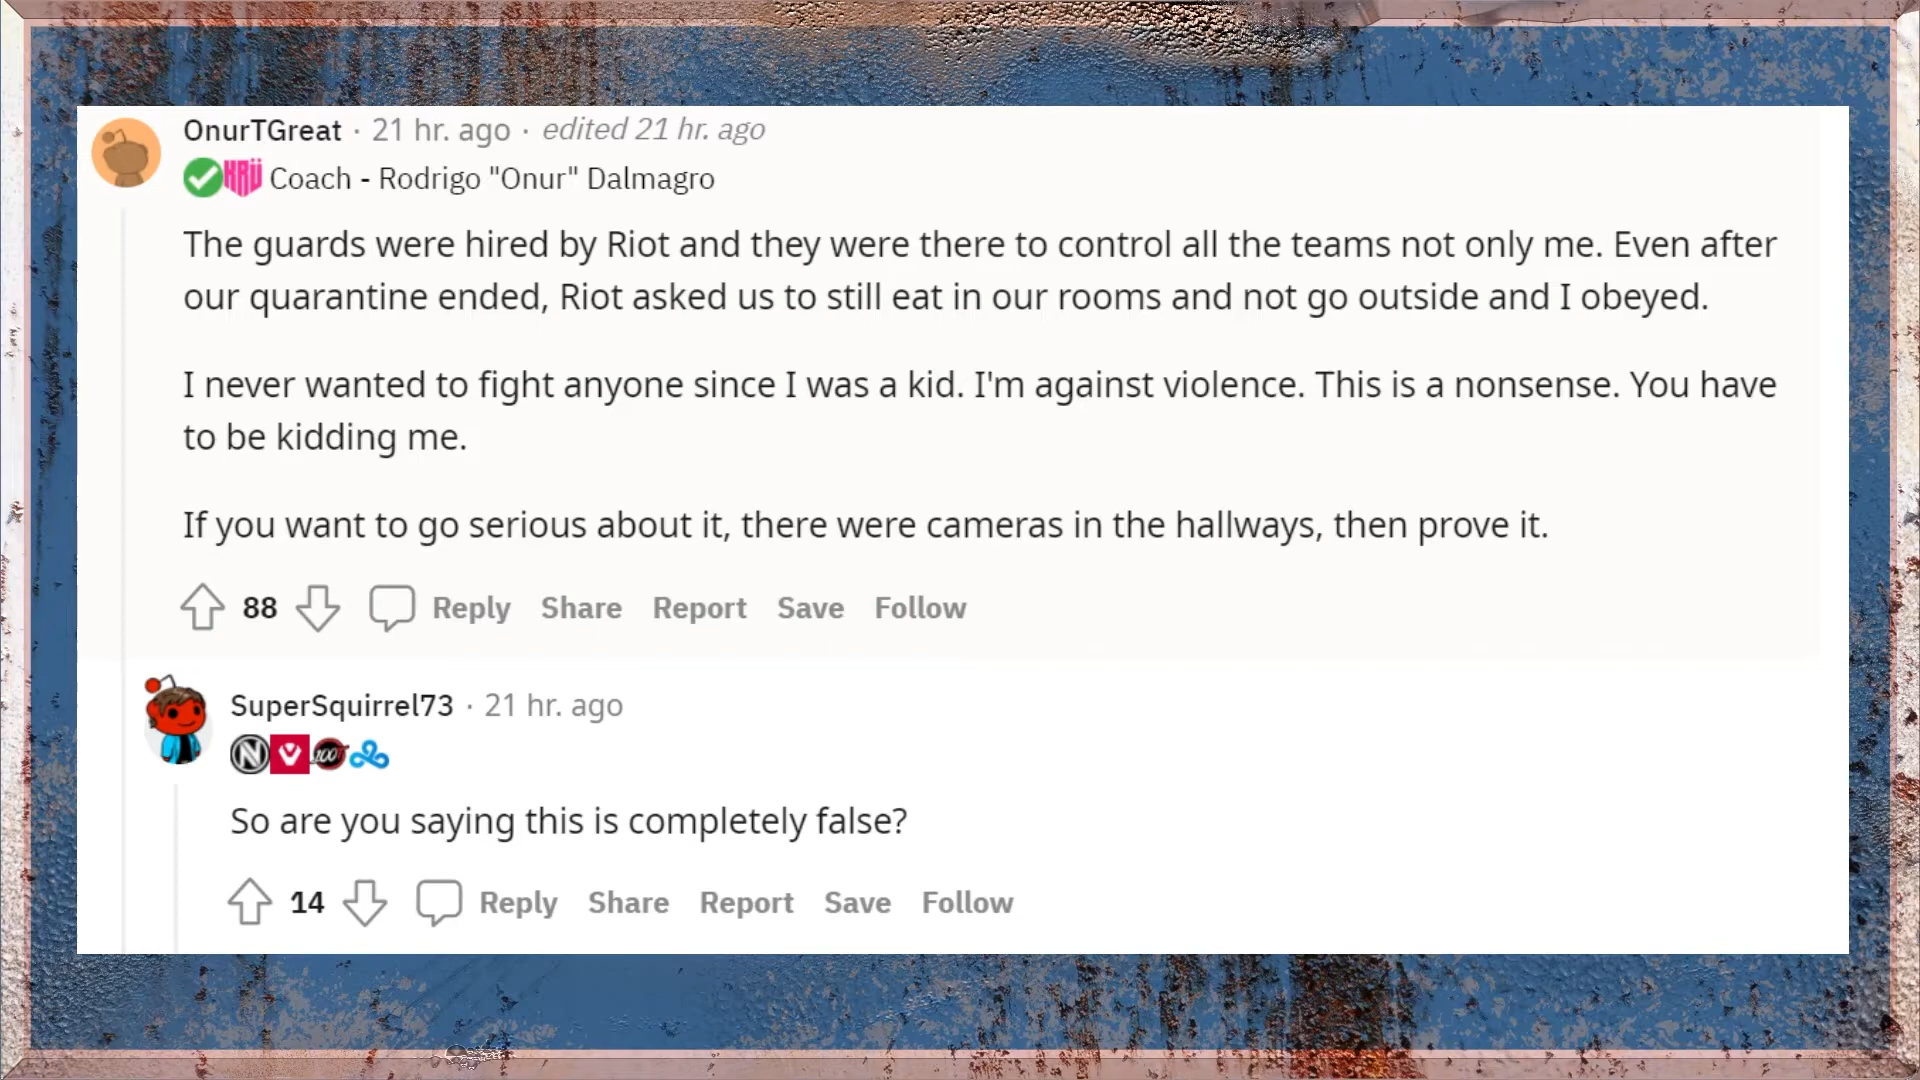 OnurTGreat · 21 hr. ago · edited 21 hr. ago
KRÜ Coach - Rodrigo "Onur" Dalmagro
The guards were hired by Riot and they were there to control all the teams not only me. Even after
our quarantine ended, Riot asked us to still eat in our rooms and not go outside and I obeyed.
I never wanted to fight anyone since I was a kid. I'm against violence. This is a nonsense. You have
to be kidding me.
If you want to go serious about it, there were cameras in the hallways, then prove it.
88 Reply Share Report Save Follow
SuperSquirrel73 · 21 hr. ago
N 100
So are you saying this is completely false?
14 Reply Share Report Save Follow